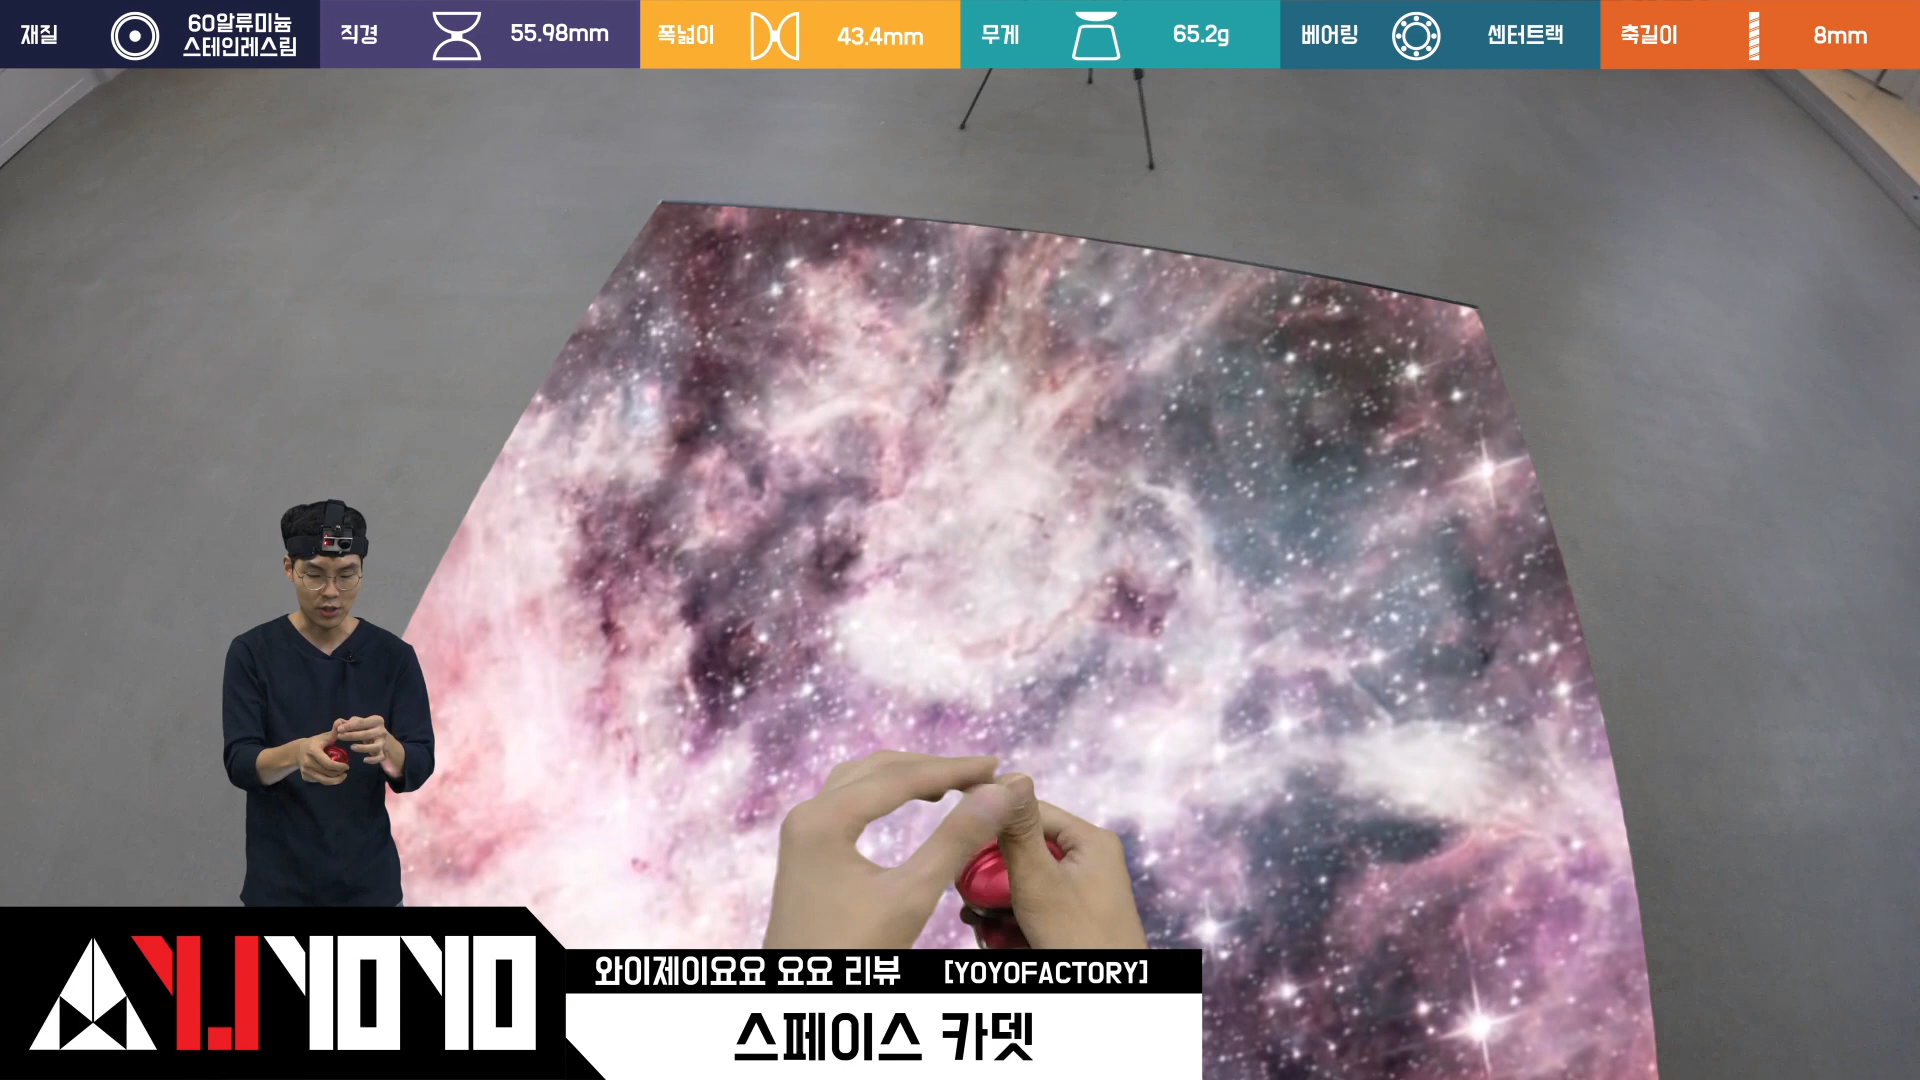 재질
60알류미늄
스테인레스림
직경
55.98mm
폭넓이
43.4mm
무게
65.2g
베어링
센터트랙
축길이
8mm
YJYOYO
와이제이요요 요요 리뷰 [YOYOFACTORY]
스페이스 카뎃